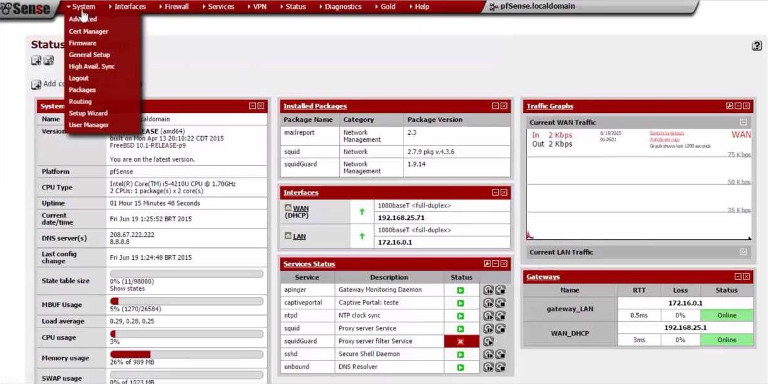 Sense
System
Interfaces
Firewall
Services
VPN
Status
Diagnostics
Gold
Help
pfSense.localdomain
Advanced
Cert Manager
Firmware
General Setup
High Avail. Sync
Logout
Packages
Routing
Setup Wizard
User Manager
Status
Add
System
Name
localdomain
Version
(amd64)
built on Mon Apr 13 20:10:22 CDT 2015
FreeBSD 10.1-RELEASE-p9
You are on the latest version.
Platform
pfSense
CPU Type
Intel(R) Core(TM) i5-4210U CPU @ 1.70GHz
2 CPUs: 1 package(s) x 2 core(s)
Uptime
01 Hour 15 Minutes 48 Seconds
Current date/time
Fri Jun 19 1:25:52 BRT 2015
DNS server(s)
208.67.222.222
8.8.8.8
Last config change
Fri Jun 19 1:24:48 BRT 2015
State table size
0% (11/98000)
Show states
MBUF Usage
5% (1270/26584)
Load average
0.29, 0.28, 0.25
CPU usage
3%
Memory usage
26% of 989 MB
SWAP usage
0% of 1023 MB
Installed Packages
Package Name Category Package Version
mailreport Network Management 2.3
squid Network 2.7.9 pkg v.4.3.6
squidGuard Network Management 1.9.14
Interfaces
WAN (DHCP)
1000baseT <full-duplex>
192.168.25.71
LAN
1000baseT <full-duplex>
172.16.0.1
Services Status
Service Description Status
apinger Gateway Monitoring Daemon
captiveportal Captive Portal: teste
ntpd NTP clock sync
squid Proxy server Service
squidGuard Proxy server filter Service
sshd Secure Shell Daemon
unbound DNS Resolver
Traffic Graphs
Current WAN Traffic
In 2 Kbps
Out 2 Kbps
6/19/2015
Graph shows last 1200 seconds
WAN
75 Kbps
50 Kbps
25 Kbps
Current LAN Traffic
Gateways
Name RTT Loss Status
gateway_LAN
172.16.0.1
0.5ms 0% Online
WAN_DHCP
192.168.25.1
3ms 0% Online